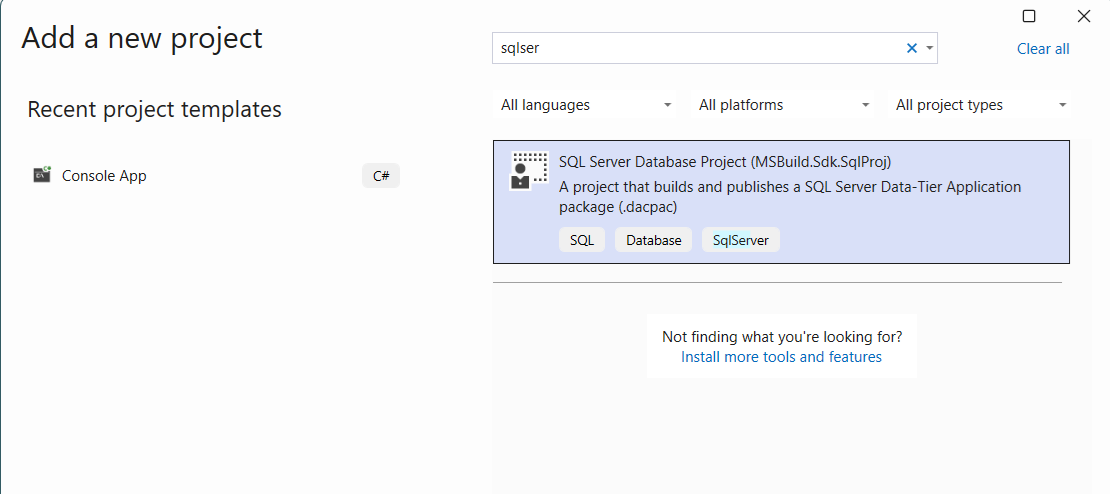 Add a new project
sqlser
Clear all
Recent project templates
All languages
All platforms
All project types
Console App
C#
SQL Server Database Project (MSBuild.Sdk.SqlProj)
A project that builds and publishes a SQL Server Data-Tier Application
package (.dacpac)
SQL
Database
SqlServer
Not finding what you're looking for?
Install more tools and features